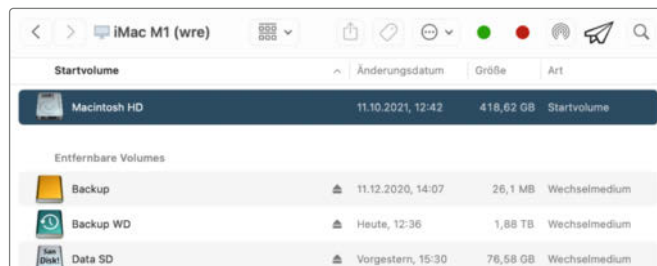 iMac M1 (wre)
Startvolume Änderungsdatum Größe Art
Macintosh HD 11.10.2021, 12:42 418,62 GB Startvolume
Entfernbare Volumes
Backup 11.12.2020, 14:07 26,1 MB Wechselmedium
Backup WD Heute, 12:36 1,88 TB Wechselmedium
San
Disk!
Data SD Vorgestern, 15:30 76,58 GB Wechselmedium